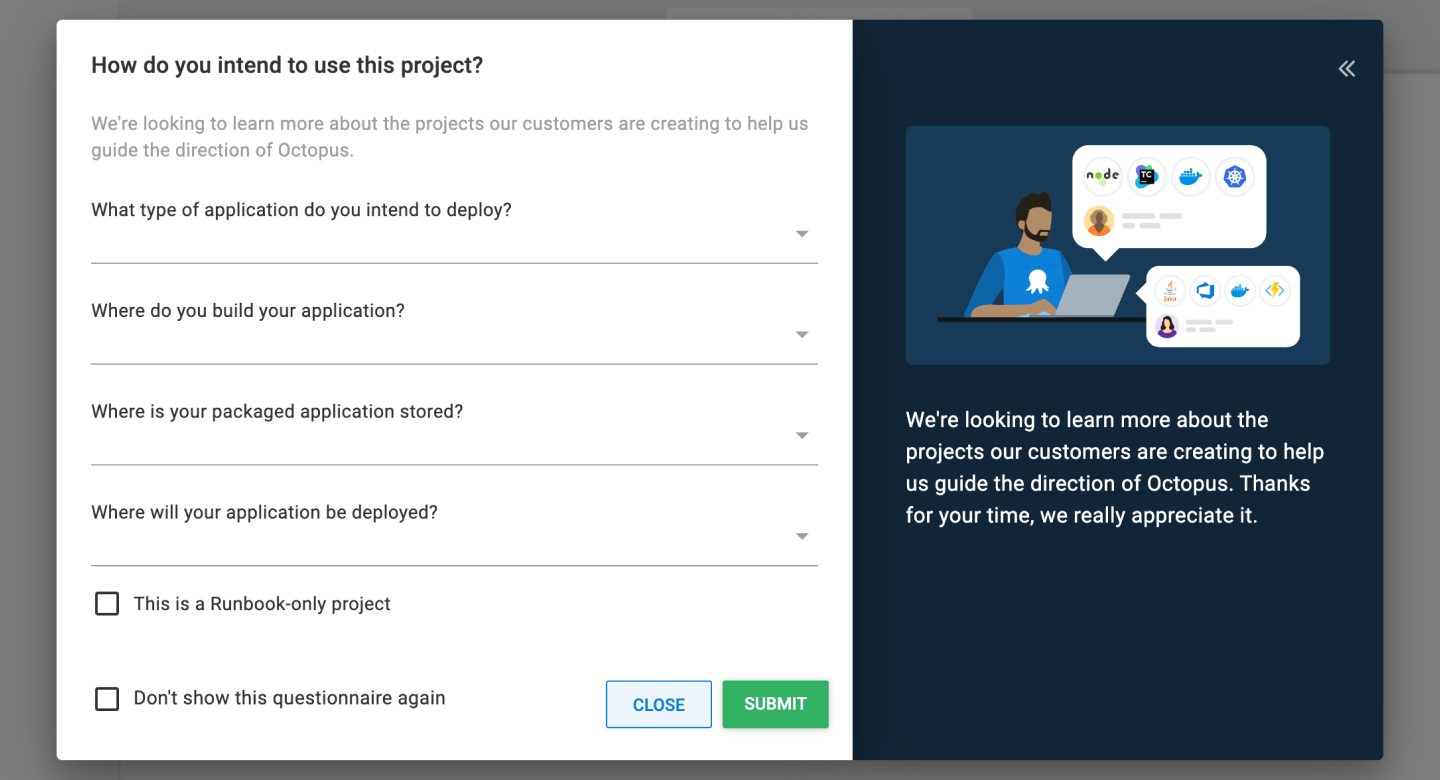 How do you intend to use this project?
We're looking to learn more about the projects our customers are creating to help us
guide the direction of Octopus.
What type of application do you intend to deploy?
Where do you build your application?
Where is your packaged application stored?
Where will your application be deployed?
This is a Runbook-only project
Don't show this questionnaire again
CLOSE
SUBMIT
node
TC
Java
We're looking to learn more about the
projects our customers are creating to help
us guide the direction of Octopus. Thanks
for your time, we really appreciate it.